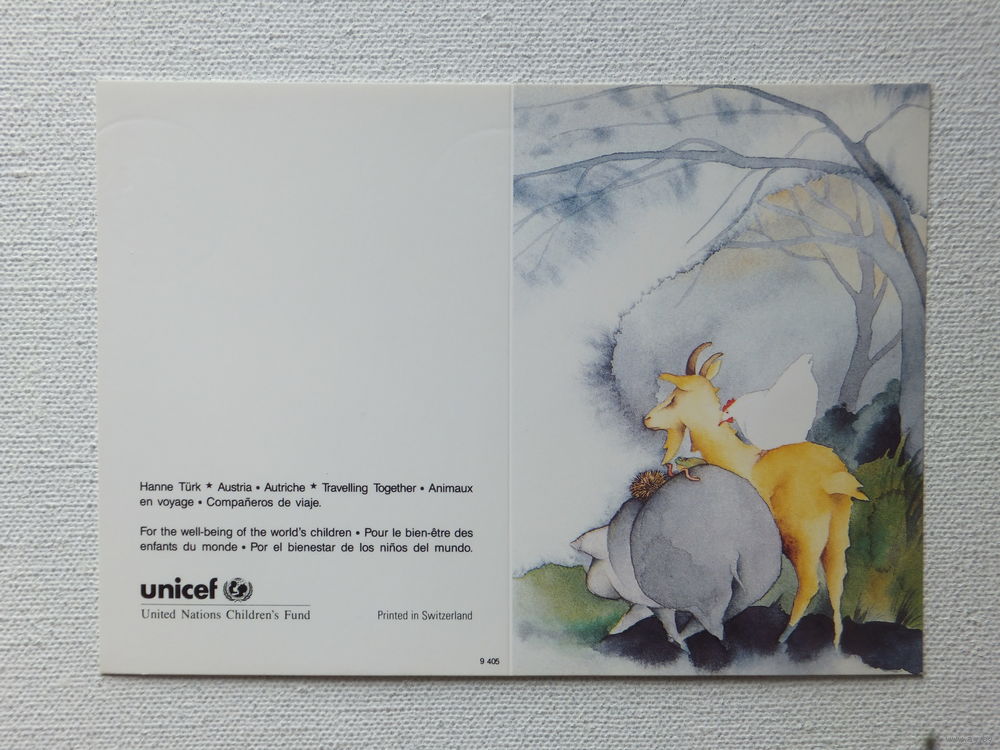 Hanne Türk ★ Austria • Autriche ★ Travelling Together • Animaux
en voyage • Compañeros de viaje.
For the well-being of the world's children • Pour le bien-être des
enfants du monde • Por el bienestar de los niños del mundo.
unicef
United Nations Children's Fund
Printed in Switzerland
9 405